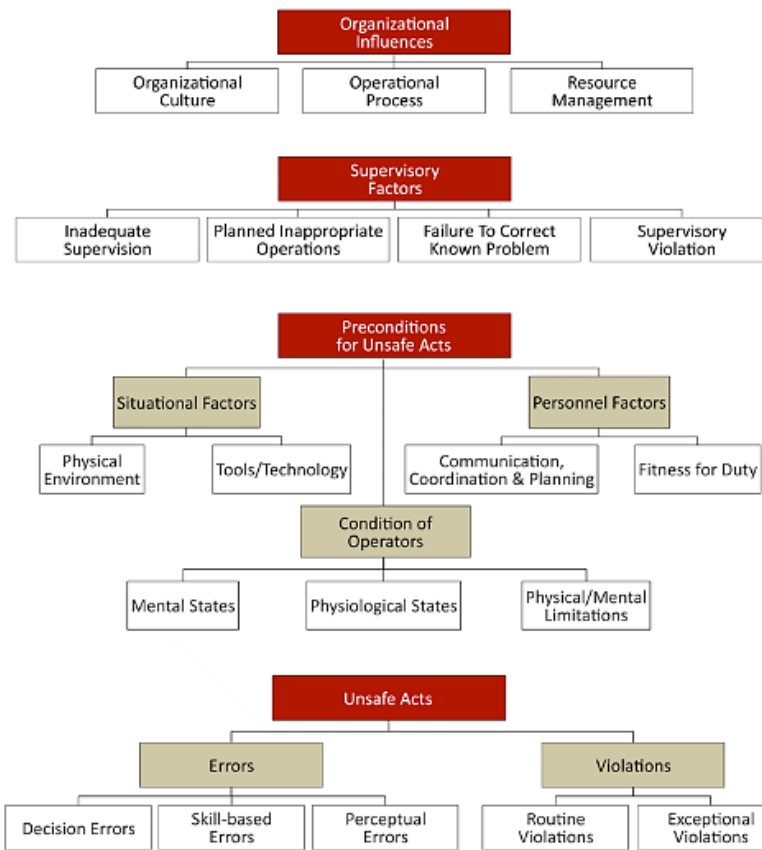 Organizational
Influences
Organizational
Culture
Operational
Process
Resource
Management
Supervisory
Factors
Inadequate
Supervision
Planned Inappropriate
Operations
Failure To Correct
Known Problem
Supervisory
Violation
Preconditions
for Unsafe Acts
Situational Factors
Personnel Factors
Physical
Environment
Tools/Technology
Communication,
Coordination & Planning
Fitness for Duty
Condition of
Operators
Mental States
Physiological States
Physical/Mental
Limitations
Unsafe Acts
Errors
Violations
Decision Errors
Skill-based
Errors
Perceptual
Errors
Routine
Violations
Exceptional
Violations